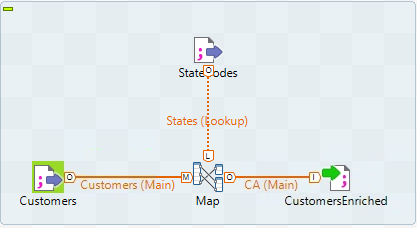 StateCodes
O
States (Lookup)
L
O
Customers (Main)
M
O
CA (Main)
I
Customers
Map
CustomersEnriched